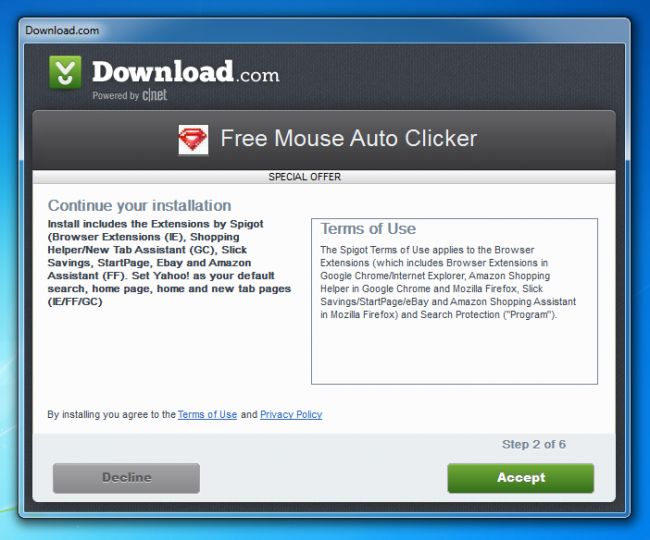 Download.com
Download.com
Powered by c|net
Free Mouse Auto Clicker
SPECIAL OFFER
Continue your installation
Install includes the Extensions by Spigot
(Browser Extensions (IE), Shopping
Helper/New Tab Assistant (GC), Slick
Savings, StartPage, Ebay and Amazon
Assistant (FF). Set Yahoo! as your default
search, home page, home and new tab pages
(IE/FF/GC)
Terms of Use
The Spigot Terms of Use applies to the Browser
Extensions (which includes Browser Extensions in
Google Chrome/Internet Explorer, Amazon Shopping
Helper in Google Chrome and Mozilla Firefox, Slick
Savings/StartPage/eBay and Amazon Shopping Assistant
in Mozilla Firefox) and Search Protection ("Program").
By installing you agree to the Terms of Use and Privacy Policy
Step 2 of 6
Decline
Accept